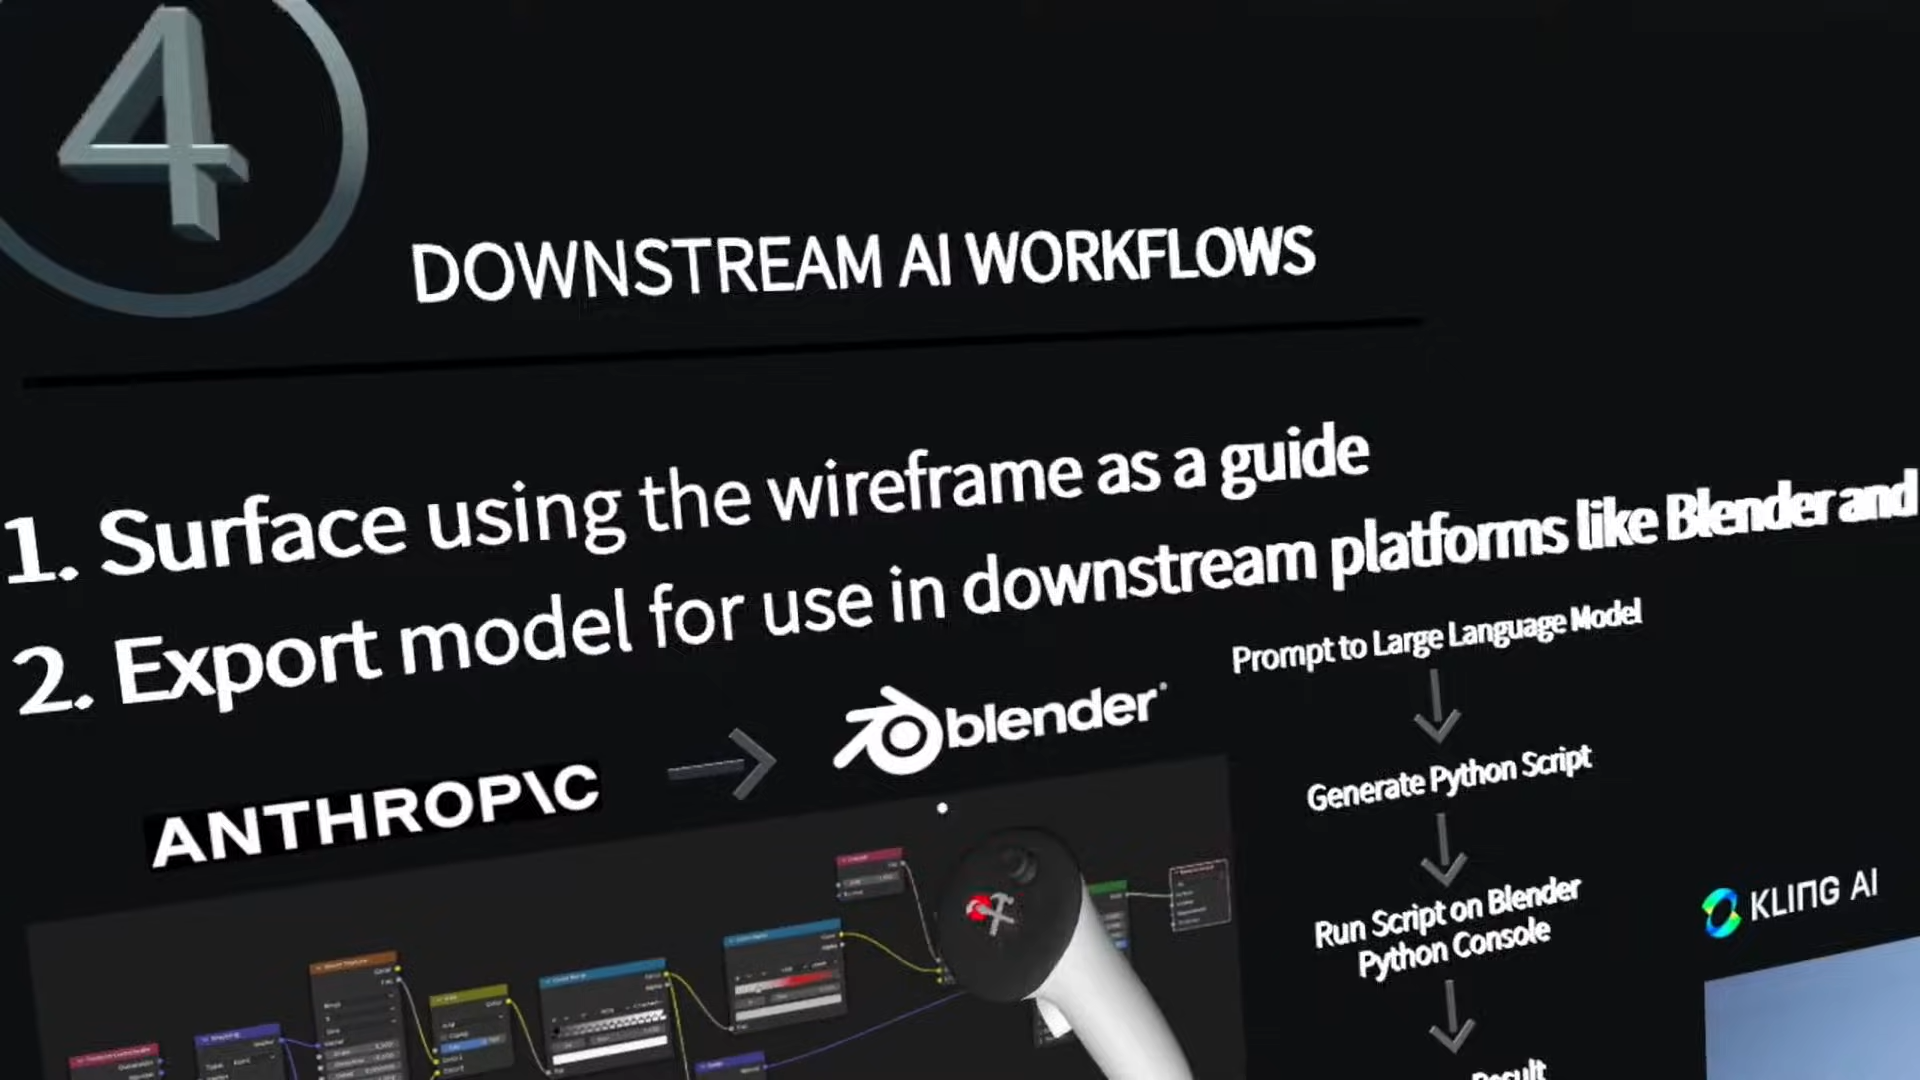 4
DOWNSTREAM AI WORKFLOWS
1. Surface using the wireframe as a guide
2. Export model for use in downstream platforms like Blender and
ANTHROP\C
blender
Prompt to Large Language Model
Generate Python Script
Run Script on Blender
Python Console
Result
KLING AI